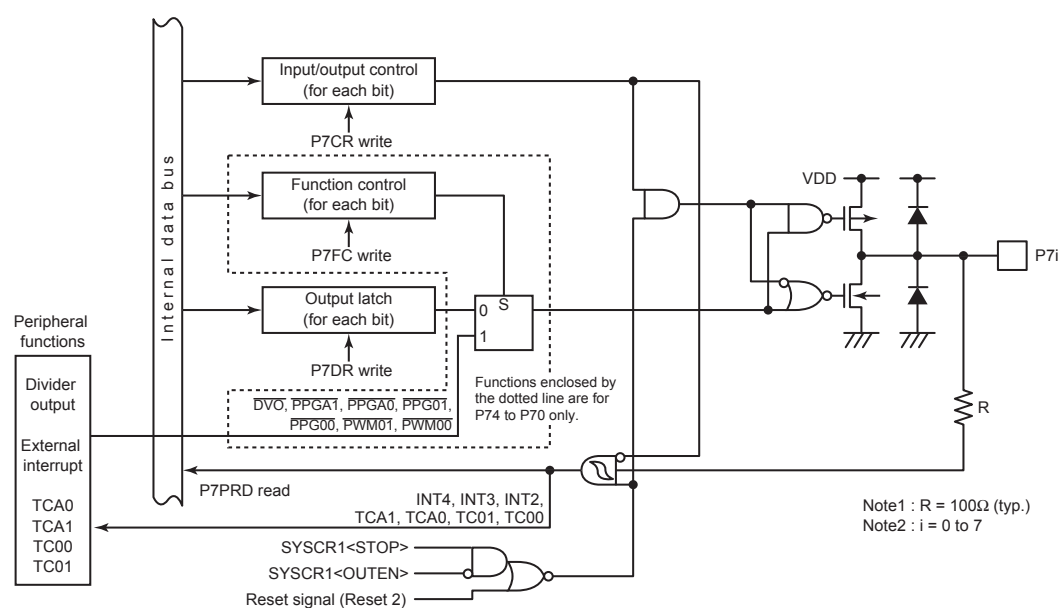 Input/output control
(for each bit)
P7CR write
Function control
(for each bit)
P7FC write
Output latch
(for each bit)
P7DR write
Internal data bus
0
S
1
VDD
P7i
R
Functions enclosed by
the dotted line are for
P74 to P70 only.
Peripheral
functions
Divider
output
External
interrupt
TCA0
TCA1
TC00
TC01
DVO, PPGA1, PPGA0, PPG01,
PPG00, PWM01, PWM00
P7PRD read
INT4, INT3, INT2,
TCA1, TCA0, TC01, TC00
SYSCR1<STOP>
SYSCR1<OUTEN>
Reset signal (Reset 2)
Note1 : R = 100Ω (typ.)
Note2 : i = 0 to 7